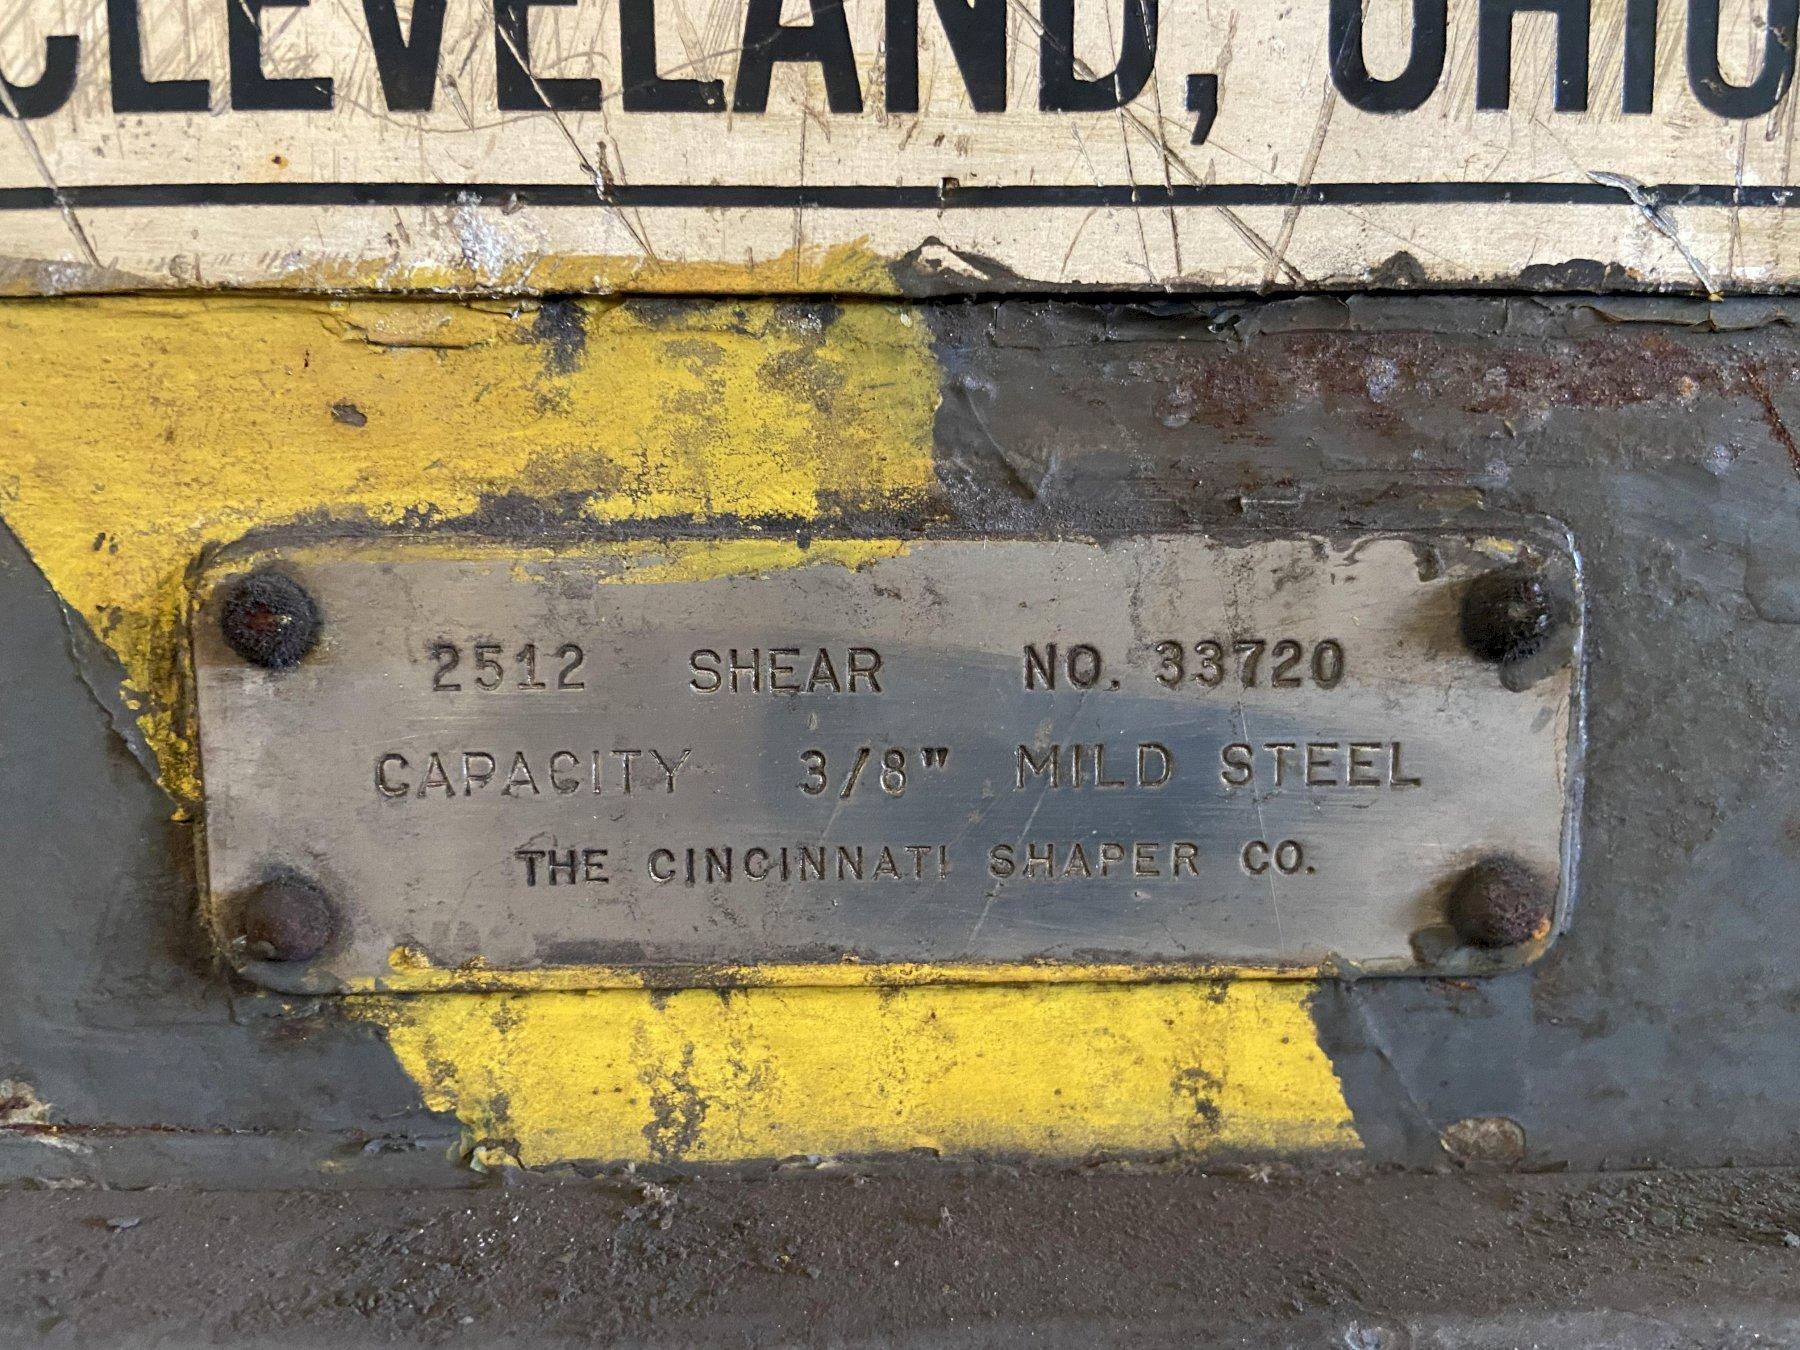 CLEVELAND, OHIO
2512 SHEAR NO. 33720
CAPACITY 3/8" MILD STEEL
THE CINCINNATI SHAPER CO.